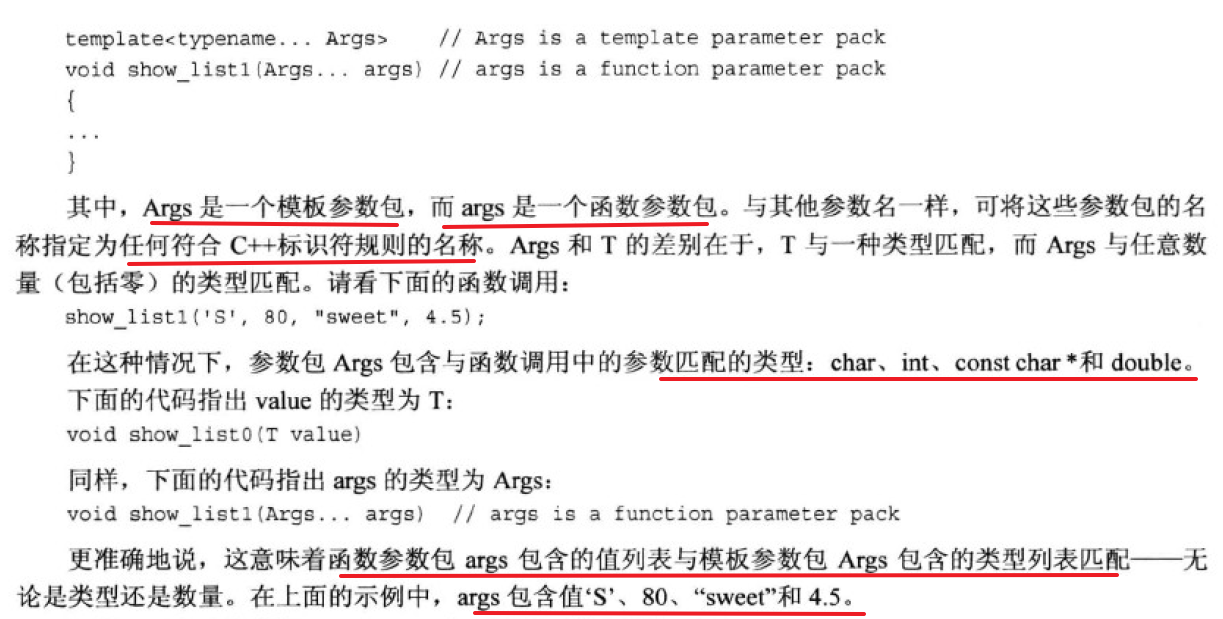 template<typename... Args>    // Args is a template parameter pack
void show_list1(Args... args) // args is a function parameter pack
{
...
}
其中，Args 是一个模板参数包，而 args 是一个函数参数包。与其他参数名一样，可将这些参数包的名
称指定为任何符合 C++标识符规则的名称。Args 和 T 的差别在于，T 与一种类型匹配，而 Args 与任意数
量（包括零）的类型匹配。请看下面的函数调用：
show_list1('S', 80, "sweet", 4.5);
在这种情况下，参数包 Args 包含与函数调用中的参数匹配的类型：char、int、const char *和 double。
下面的代码指出 value 的类型为 T：
void show_list0(T value)
同样，下面的代码指出 args 的类型为 Args：
void show_list1(Args... args)  // args is a function parameter pack
更准确地说，这意味着函数参数包 args 包含的值列表与模板参数包 Args 包含的类型列表匹配——无
论是类型还是数量。在上面的示例中，args 包含值‘S’、80、“sweet”和 4.5。